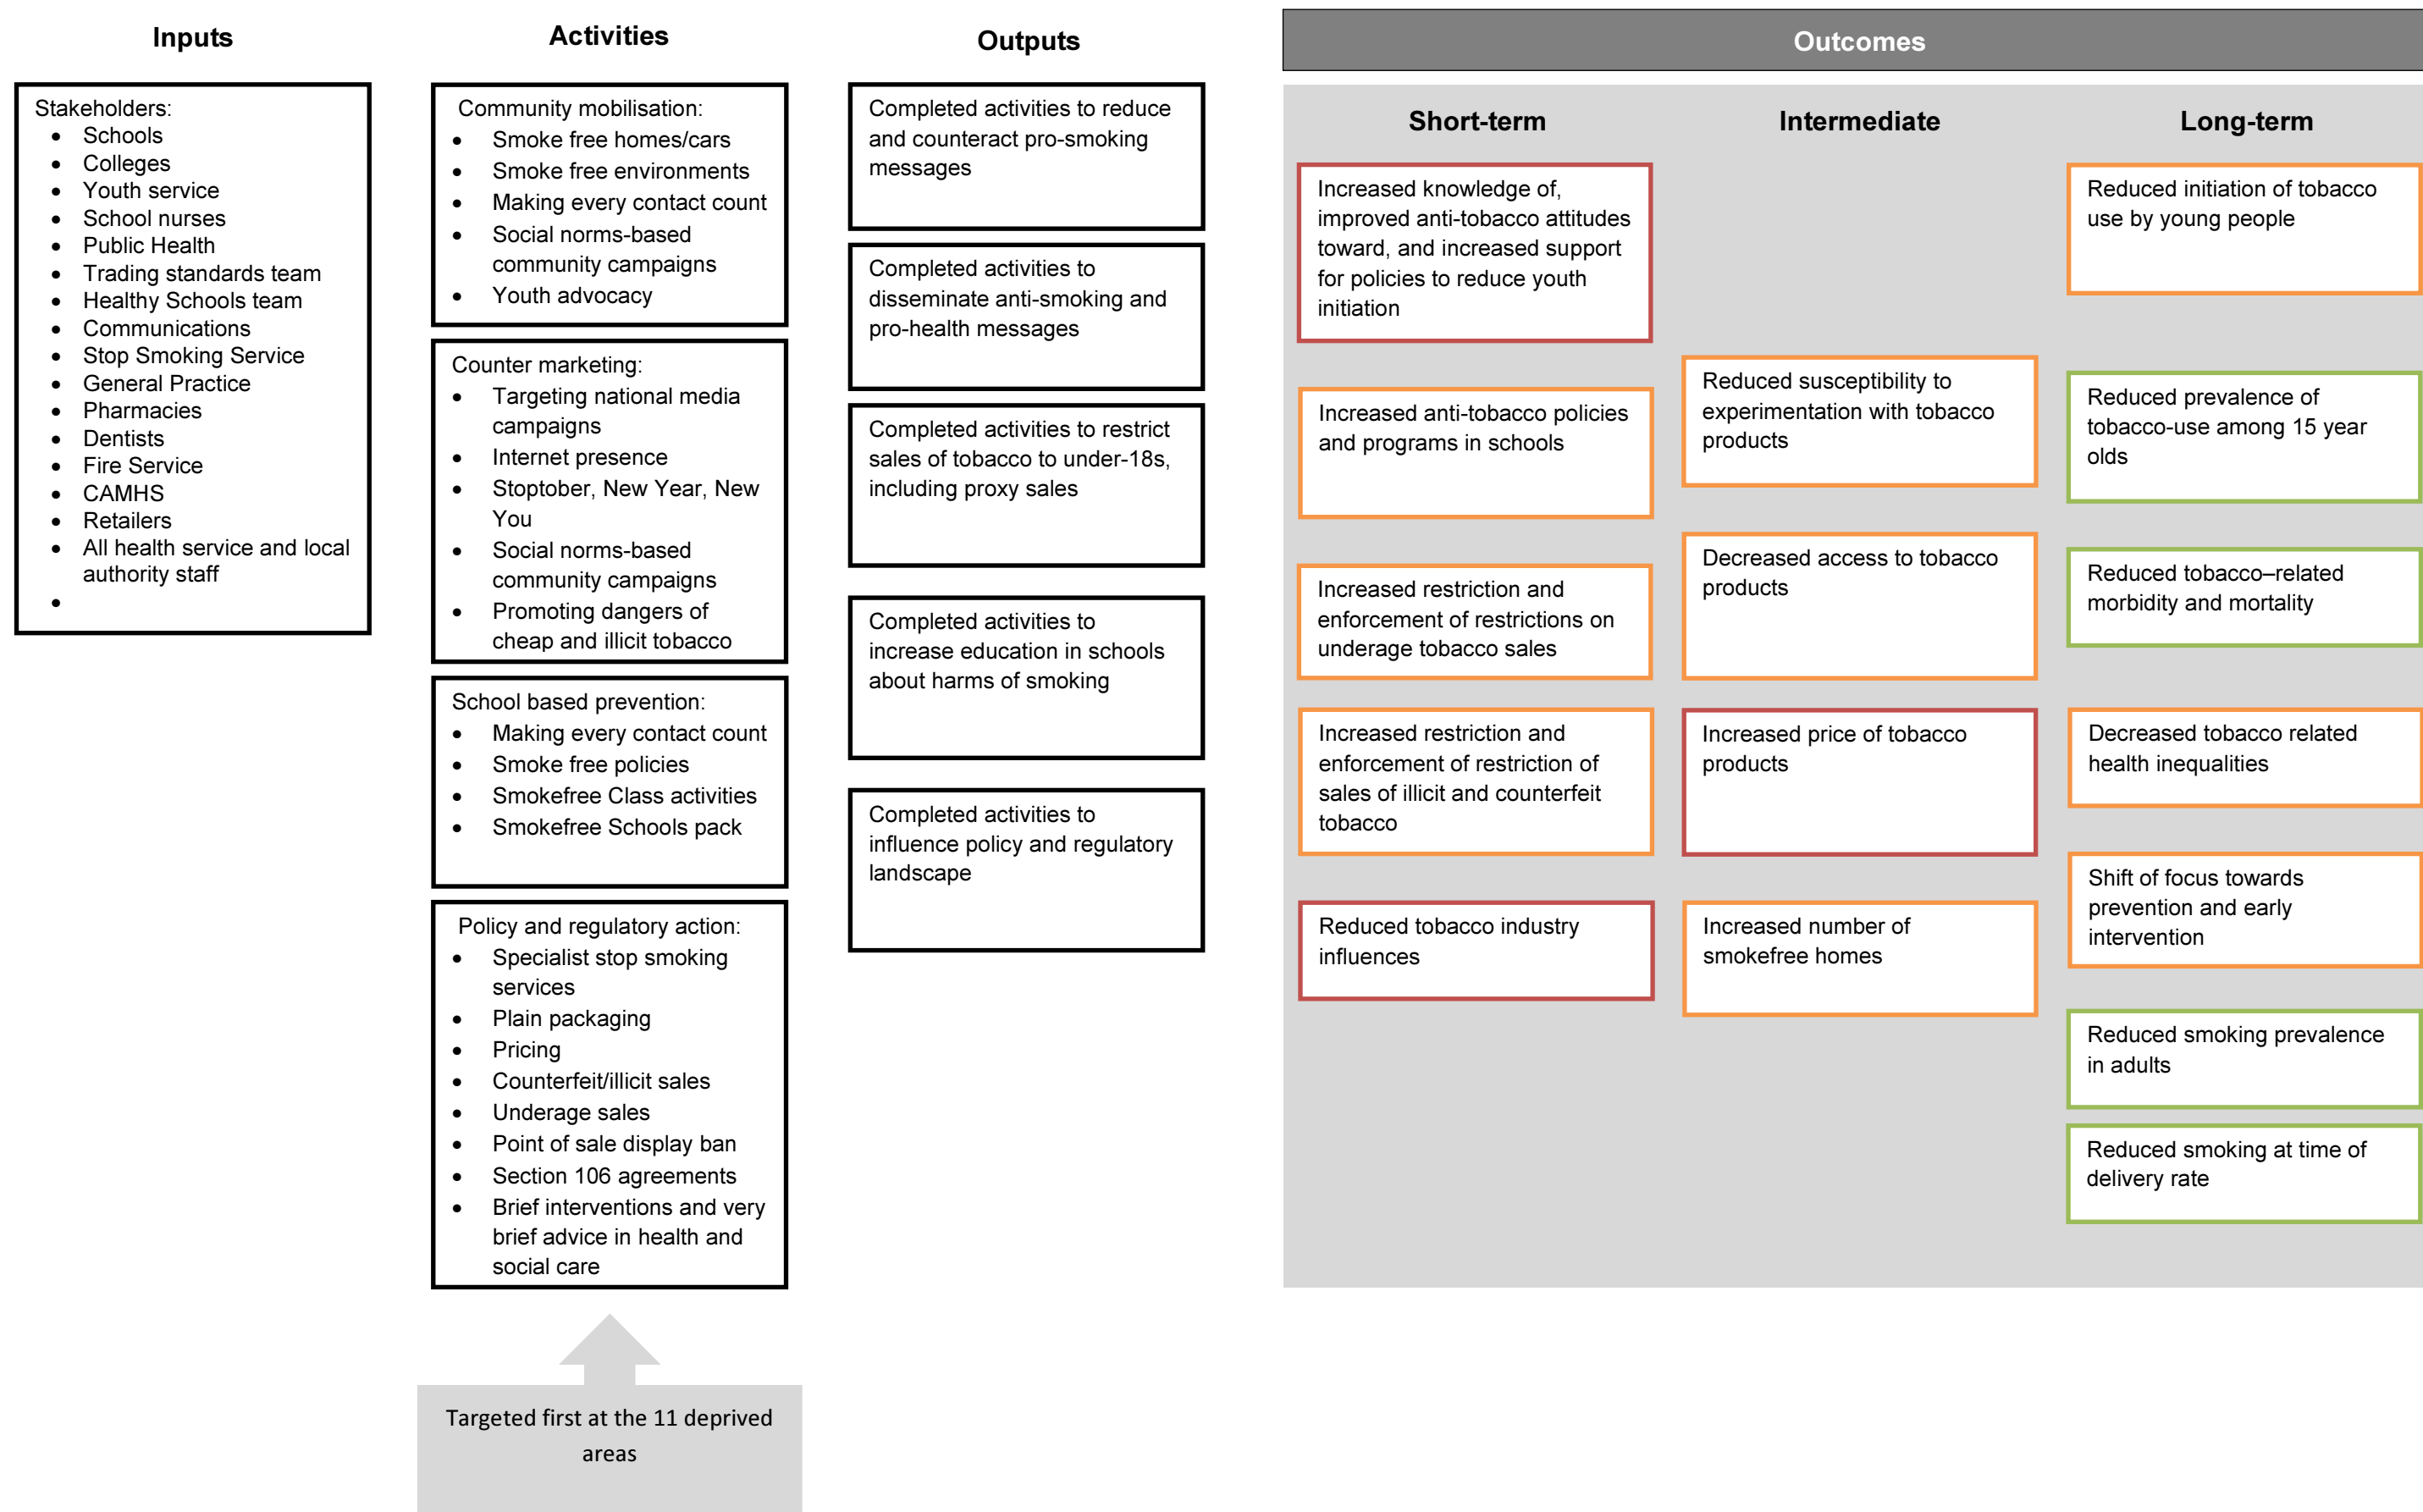 Inputs
Stakeholders:
• Schools
• Colleges
• Youth service
• School nurses
• Public Health
• Trading standards team
• Healthy Schools team
• Communications
• Stop Smoking Service
• General Practice
• Pharmacies
• Dentists
• Fire Service
• CAMHS
• Retailers
• All health service and local
authority staff
•
Activities
Community mobilisation:
• Smoke free homes/cars
• Smoke free environments
• Making every contact count
• Social norms-based
community campaigns
• Youth advocacy
Counter marketing:
• Targeting national media
campaigns
• Internet presence
• Stoptober, New Year, New
You
• Social norms-based
community campaigns
• Promoting dangers of
cheap and illicit tobacco
School based prevention:
• Making every contact count
• Smoke free policies
• Smokefree Class activities
• Smokefree Schools pack
Policy and regulatory action:
• Specialist stop smoking
services
• Plain packaging
• Pricing
• Counterfeit/illicit sales
• Underage sales
• Point of sale display ban
• Section 106 agreements
• Brief interventions and very
brief advice in health and
social care
Targeted first at the 11 deprived
areas
Outputs
Completed activities to reduce
and counteract pro-smoking
messages
Completed activities to
disseminate anti-smoking and
pro-health messages
Completed activities to restrict
sales of tobacco to under-18s,
including proxy sales
Completed activities to
increase education in schools
about harms of smoking
Completed activities to
influence policy and regulatory
landscape
Outcomes
Short-term
Increased knowledge of,
improved anti-tobacco attitudes
toward, and increased support
for policies to reduce youth
initiation
Increased anti-tobacco policies
and programs in schools
Increased restriction and
enforcement of restrictions on
underage tobacco sales
Increased restriction and
enforcement of restriction of
sales of illicit and counterfeit
tobacco
Reduced tobacco industry
influences
Intermediate
Reduced susceptibility to
experimentation with tobacco
products
Decreased access to tobacco
products
Increased price of tobacco
products
Increased number of
smokefree homes
Long-term
Reduced initiation of tobacco
use by young people
Reduced prevalence of
tobacco-use among 15 year
olds
Reduced tobacco–related
morbidity and mortality
Decreased tobacco related
health inequalities
Shift of focus towards
prevention and early
intervention
Reduced smoking prevalence
in adults
Reduced smoking at time of
delivery rate